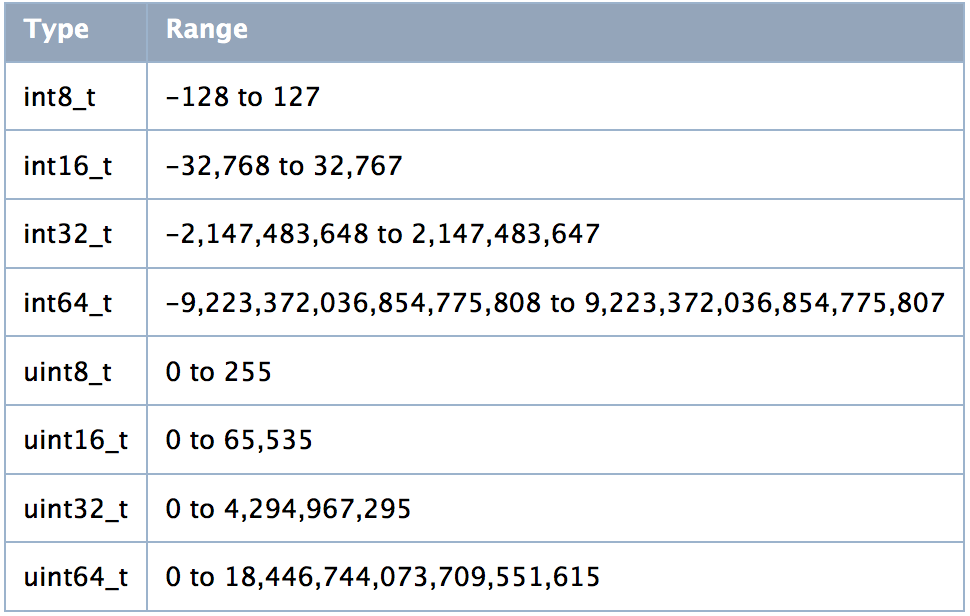 Type Range
int8_t -128 to 127
int16_t -32,768 to 32,767
int32_t -2,147,483,648 to 2,147,483,647
int64_t -9,223,372,036,854,775,808 to 9,223,372,036,854,775,807
uint8_t 0 to 255
uint16_t 0 to 65,535
uint32_t 0 to 4,294,967,295
uint64_t 0 to 18,446,744,073,709,551,615